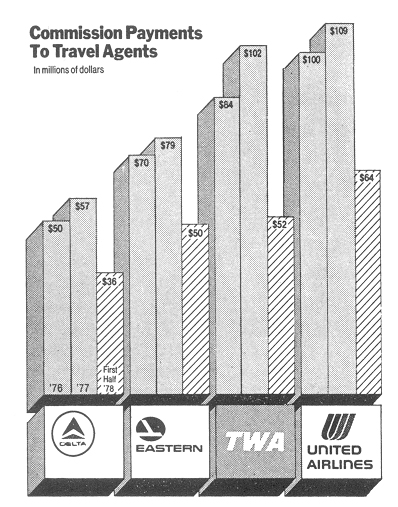 Commission Payments
To Travel Agents
In millions of dollars
$50
$57
$36
$70
$79
$50
$84
$102
$52
$100
$109
$64
'76
'77
First
Half
'78
DELTA
EASTERN
TWA
UNITED
AIRLINES